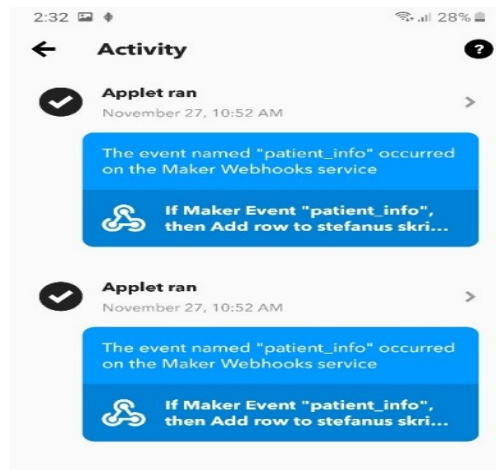 2:32 28%
Activity ?
Applet ran
November 27, 10:52 AM
The event named "patient_info" occurred
on the Maker Webhooks service
If Maker Event "patient_info",
then Add row to stefanus skri...
Applet ran
November 27, 10:52 AM
The event named "patient_info" occurred
on the Maker Webhooks service
If Maker Event "patient_info",
then Add row to stefanus skri...